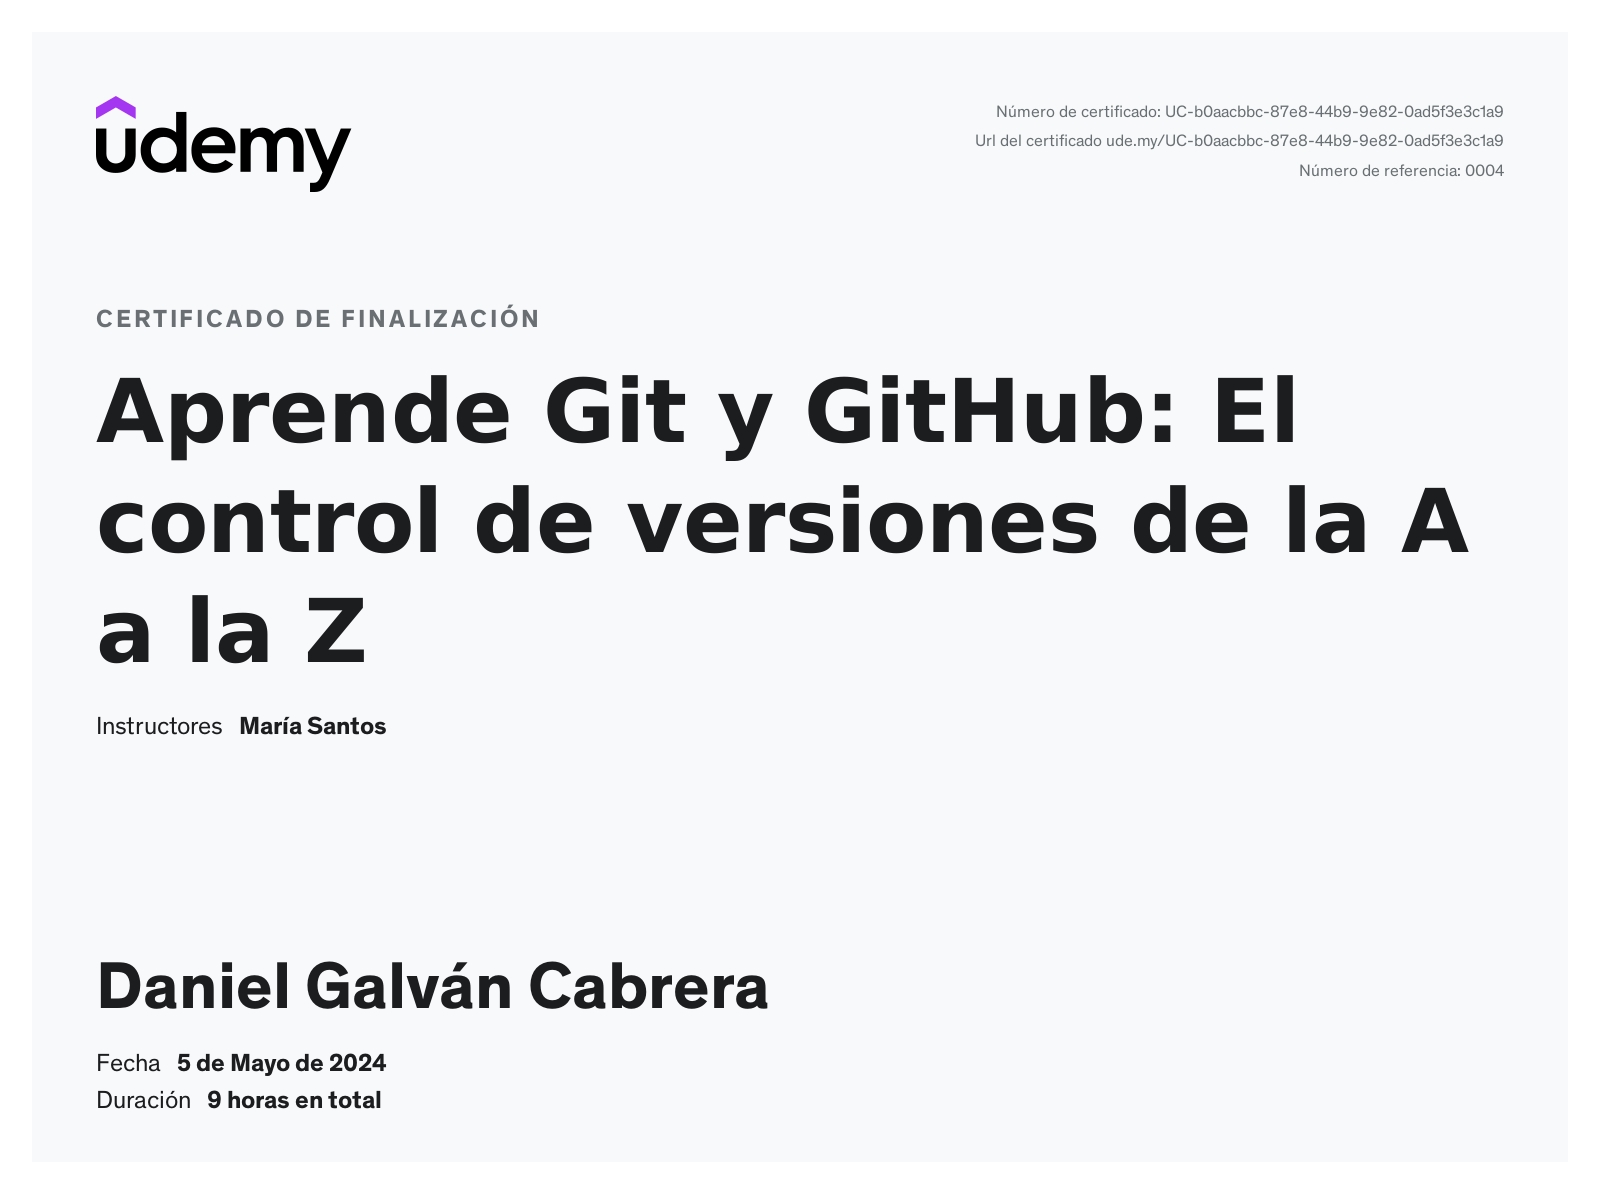 udemy
Número de certificado: UC-b0aacbbc-87e8-44b9-9e82-0ad5f3e3c1a9
Url del certificado ude.my/UC-b0aacbbc-87e8-44b9-9e82-0ad5f3e3c1a9
Número de referencia: 0004
CERTIFICADO DE FINALIZACIÓN
Aprende Git y GitHub: El
control de versiones de la A
a la Z
Instructores María Santos
Daniel Galván Cabrera
Fecha 5 de Mayo de 2024
Duración 9 horas en total